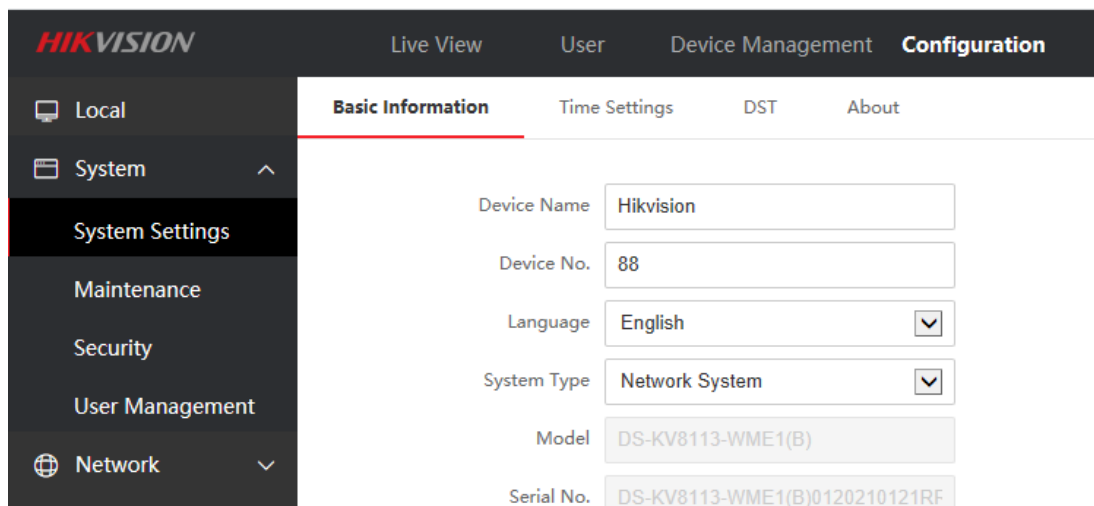 HIKVISION
Live View User Device Management Configuration
Local
System
System Settings
Maintenance
Security
User Management
Network
Basic Information Time Settings DST About
Device Name Hikvision
Device No. 88
Language English
System Type Network System
Model DS-KV8113-WME1(B)
Serial No. DS-KV8113-WME1(B)0120210121RF